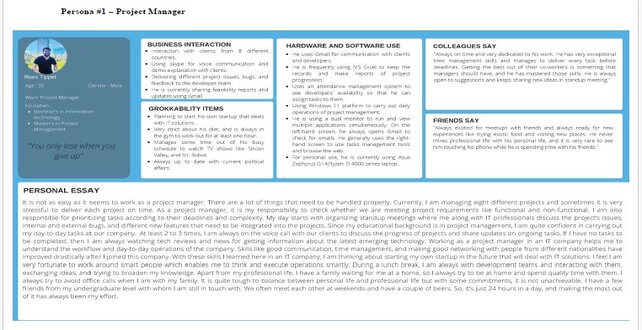 Persona #1 – Project Manager
Ross Tippet
Age: 35 Gender: Male
Work: Project Manager
Education:
• Bachelor's in Information
technology
• Master's in Project
Management
"You only lose when you
give up"
BUSINESS INTERACTION
• Interaction with clients from 8 different
countries.
• Using skype for voice communication and
demo explanation with clients.
• Delivering different project issues, bugs, and
feedback to the developer team.
• He is currently sharing feasibility reports and
updates using Gmail
GROKKABILITY ITEMS
• Planning to start his own startup that deals
with IT solutions.
• Very strict about his diet, and is always in
the gym to work out for at least one hour.
• Manages some time out of his busy
schedule to watch TV shows like Silicon
Valley, and Mr. Robot.
• Always up to date with current political
affairs.
HARDWARE AND SOFTWARE USE
• He uses Gmail for communication with clients
and developers.
• He is frequently using MS Excel to keep the
records and make reports of project
progression.
• Uses an attendance management system to
see developers' availability so that he can
assign tasks to them.
• Using Windows 11 platform to carry out daily
operations of project management.
• He is using a dual monitor to run and view
multiple applications simultaneously. On the
left-hand screen, he always opens Gmail to
check for emails. He generally uses the right-
hand screen to use tasks management tools
and browse the web.
• For personal use, he is currently using Asus
Zephyrus G14(Ryzen 7) 4000 series laptop.
COLLEAGUES SAY
"Always on time and very dedicated to his work. He has very exceptional
time management skills and manages to deliver every task before
deadlines. Getting the best out of their coworkers is something that
managers should have, and he has mastered those skills. He is always
open to suggestions and keeps sharing new ideas in standup meeting."
FRIENDS SAY
"Always excited for meetups with friends and always ready for new
experiences like trying exotic food and visiting new places. He never
mixes professional life with his personal life, and it is very rare to see
him touching his phone while he is spending time with his friends."
PERSONAL ESSAY
It is not as easy as it seems to work as a project manager. There are a lot of things that need to be handled properly. Currently, I am managing eight different projects and sometimes it is very
stressful to deliver each project on time. As a project manager, it is my responsibility to check whether we are meeting project requirements like functional and non-functional. I am also
responsible for prioritizing tasks according to their deadlines and complexity. My day starts with organizing standup meetings where me along with IT professionals discuss the project's issues,
internal and external bugs, and different new features that need to be integrated into the projects. Since my educational background is in project management, I am quite confident in carrying out
my day-to-day tasks at our company. At least 2 to 3 times, I am always on the voice call with our clients to discuss the progress of projects and share updates on ongoing tasks. If I have no tasks to
be completed, then I am always watching tech reviews and news for getting information about the latest emerging technology. Working as a project manager in an IT company helps me to
understand the workflow and day-to-day operations of the company. Skills like good communication, time management, and making good networking with people from different nationalities have
improved drastically after I joined this company. With these skills I learned here in an IT company, I am thinking about starting my own startup in the future that will deal with IT solutions. I feel I am
very fortunate to work around smart people which enables me to think and execute operations smartly. During a lunch break, I am always with development teams and interacting with them,
exchanging ideas, and trying to broaden my knowledge. Apart from my professional life, I have a family waiting for me at a home, so I always try to be at home and spend quality time with them. I
always try to avoid office calls when I am with my family. It is quite tough to balance between personal life and professional life but with some commitments, it is not unachievable. I have a few
friends from my undergraduate level with whom I am still in touch with. We often meet each other at weekends and have a couple of beers. So, it's just 24 hours in a day, and making the most out
of it has always been my effort.